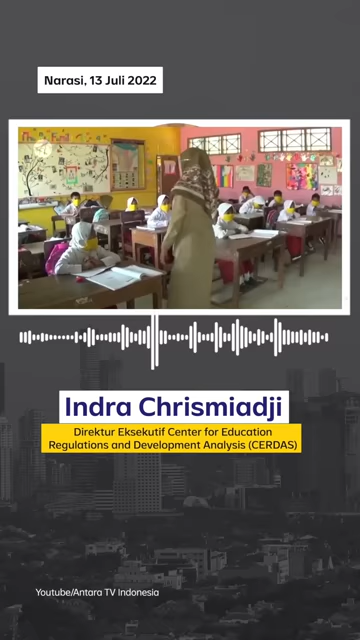 Narasi, 13 Juli 2022
Indra Chrismiadji
Direktur Eksekutif Center for Education
Regulations and Development Analysis (CERDAS)
Youtube/Antara TV Indonesia